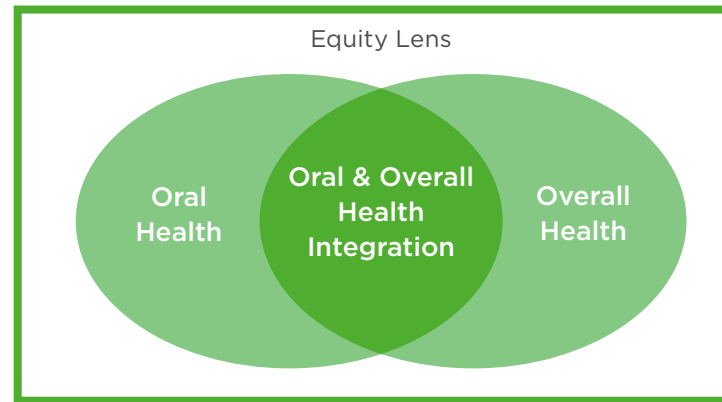 Equity Lens
Oral
Health
Oral & Overall
Health
Integration
Overall
Health